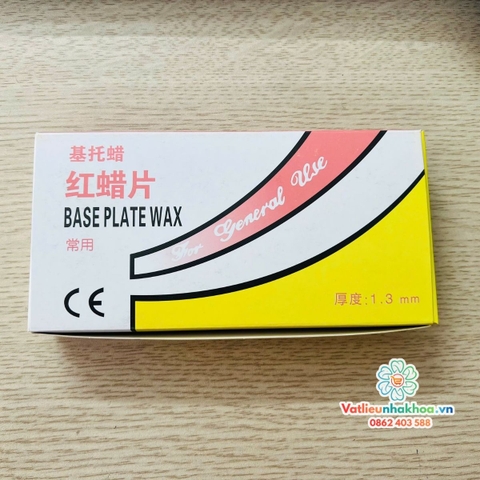 基托蜡
红蜡片
BASE PLATE WAX
常用
For General Use
CE
厚度:1.3 mm
Vatlieunhakhoa.vn
0862 403 588